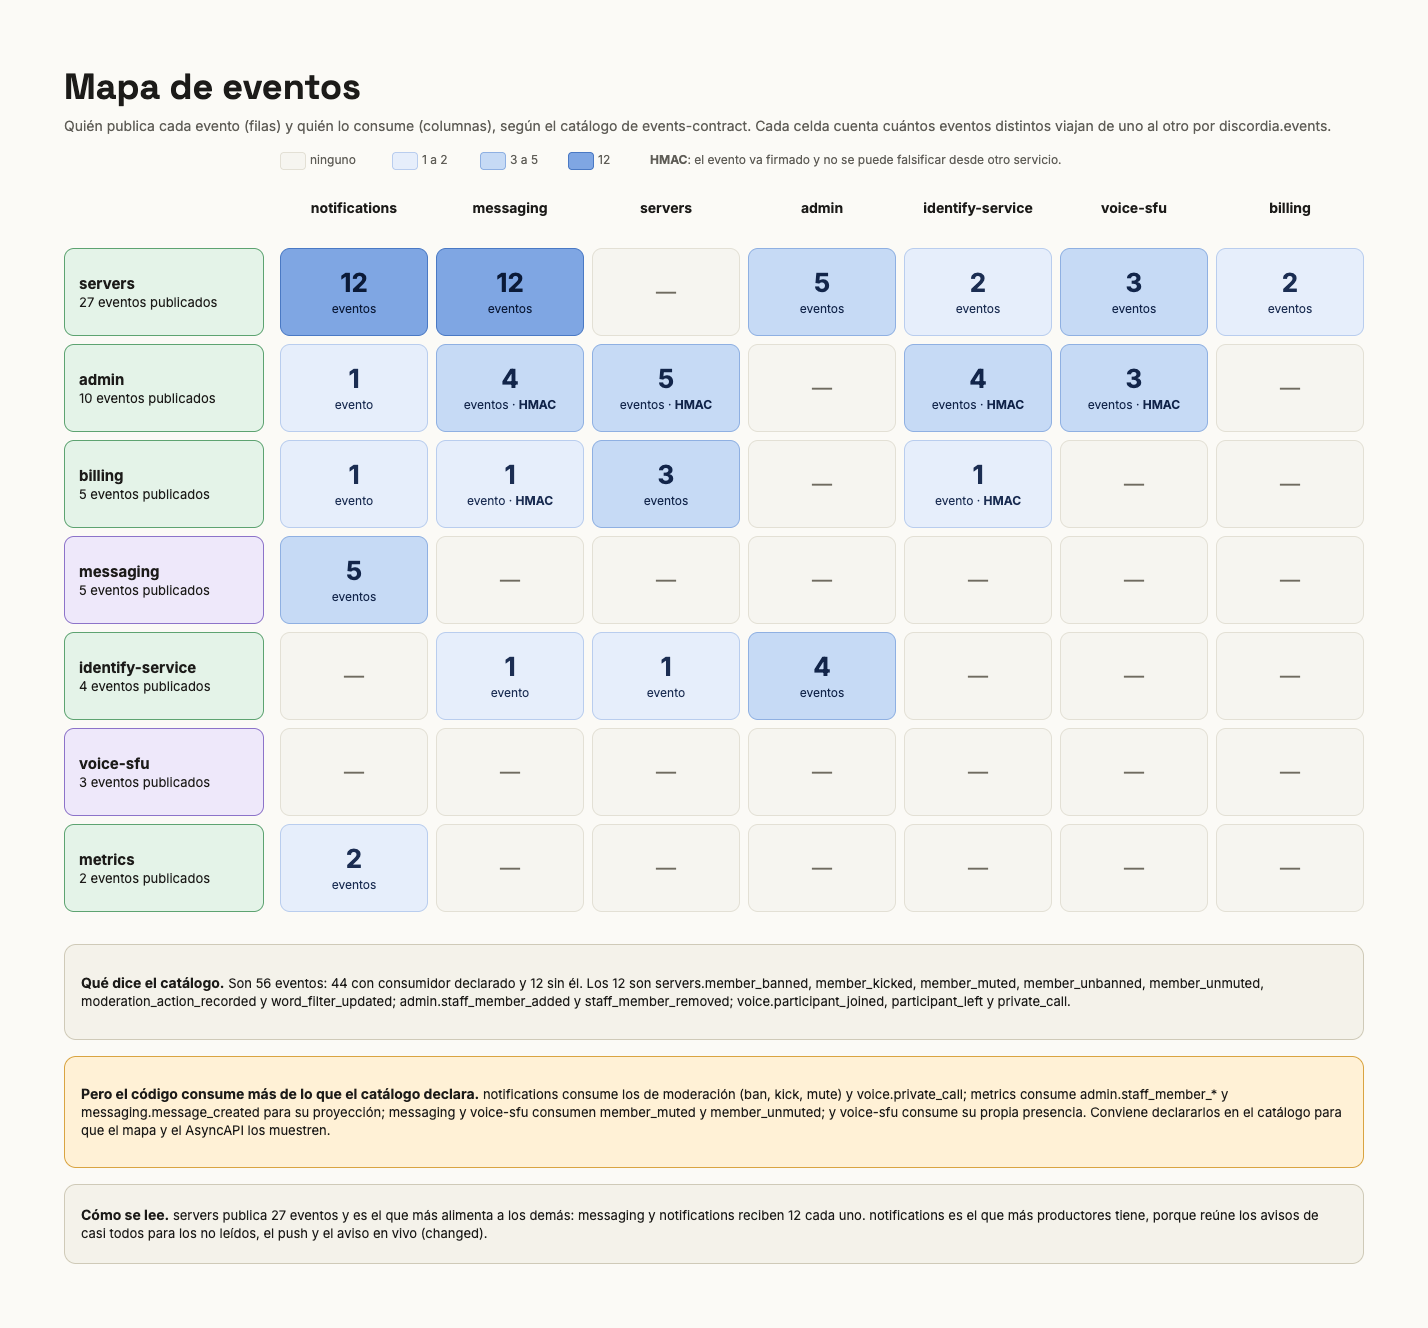 Mapa de eventos
Quién publica cada evento (filas) y quién lo consume (columnas), según el catálogo de events-contract. Cada celda cuenta cuántos eventos distintos viajan de uno al otro por discordia.events.
ninguno 1 a 2 3 a 5 12 HMAC: el evento va firmado y no se puede falsificar desde otro servicio.
notifications messaging servers admin identify-service voice-sfu billing
servers
27 eventos publicados
12 12 — 5 2 3 2
eventos eventos eventos eventos eventos eventos
admin
10 eventos publicados
1 4 5 — 4 3 —
evento eventos · HMAC eventos · HMAC eventos · HMAC eventos · HMAC
billing
5 eventos publicados
1 1 3 — 1 — —
evento evento · HMAC eventos evento · HMAC
messaging
5 eventos publicados
5 — — — — — —
eventos
identify-service
4 eventos publicados
— 1 1 4 — — —
evento evento eventos
voice-sfu
3 eventos publicados
— — — — — — —
metrics
2 eventos publicados
2 — — — — — —
eventos
Qué dice el catálogo. Son 56 eventos: 44 con consumidor declarado y 12 sin él. Los 12 son servers.member_banned, member_kicked, member_muted, member_unbanned, member_unmuted,
moderation_action_recorded y word_filter_updated; admin.staff_member_added y staff_member_removed; voice.participant_joined, participant_left y private_call.
Pero el código consume más de lo que el catálogo declara. notifications consume los de moderación (ban, kick, mute) y voice.private_call; metrics consume admin.staff_member_* y
messaging.message_created para su proyección; messaging y voice-sfu consumen member_muted y member_unmuted; y voice-sfu consume su propia presencia. Conviene declararlos en el catálogo para
que el mapa y el AsyncAPI los muestren.
Cómo se lee. servers publica 27 eventos y es el que más alimenta a los demás: messaging y notifications reciben 12 cada uno. notifications es el que más productores tiene, porque reúne los avisos de
casi todos para los no leídos, el push y el aviso en vivo (changed).